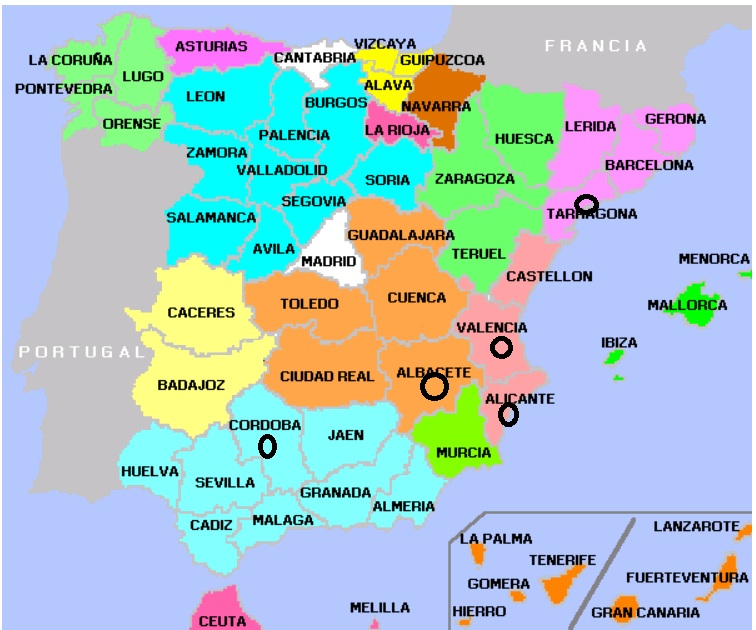 FRANCIA
VIZCAYA
ASTURIAS
LA CORUÑA
CANTABRIA
GUIPUZCOA
LUGO
ALAVA
PONTEVEDRA
LEON
BURGOS
NAVARRA
GERONA
ORENSE
PALENCIA
LA RIOJA
HUESCA
LERIDA
ZAMORA
VALLADOLID
BARCELONA
SORIA
ZARAGOZA
SEGOVIA
SALAMANCA
TARRAGONA
GUADALAJARA
AVILA
MADRID
TERUEL
MENORCA
CASTELLON
CACERES
TOLEDO
CUENCA
MALLORCA
VALENCIA
IBIZA
PORTUGAL
BADAJOZ
CIUDAD REAL
ALBACETE
ALICANTE
CORDOBA
JAEN
MURCIA
HUELVA
SEVILLA
GRANADA
ALMERIA
CADIZ
MALAGA
LA PALMA
LANZAROTE
TENERIFE
GOMERA
FUERTEVENTURA
MELILLA
HIERRO
GRAN CANARIA
CEUTA